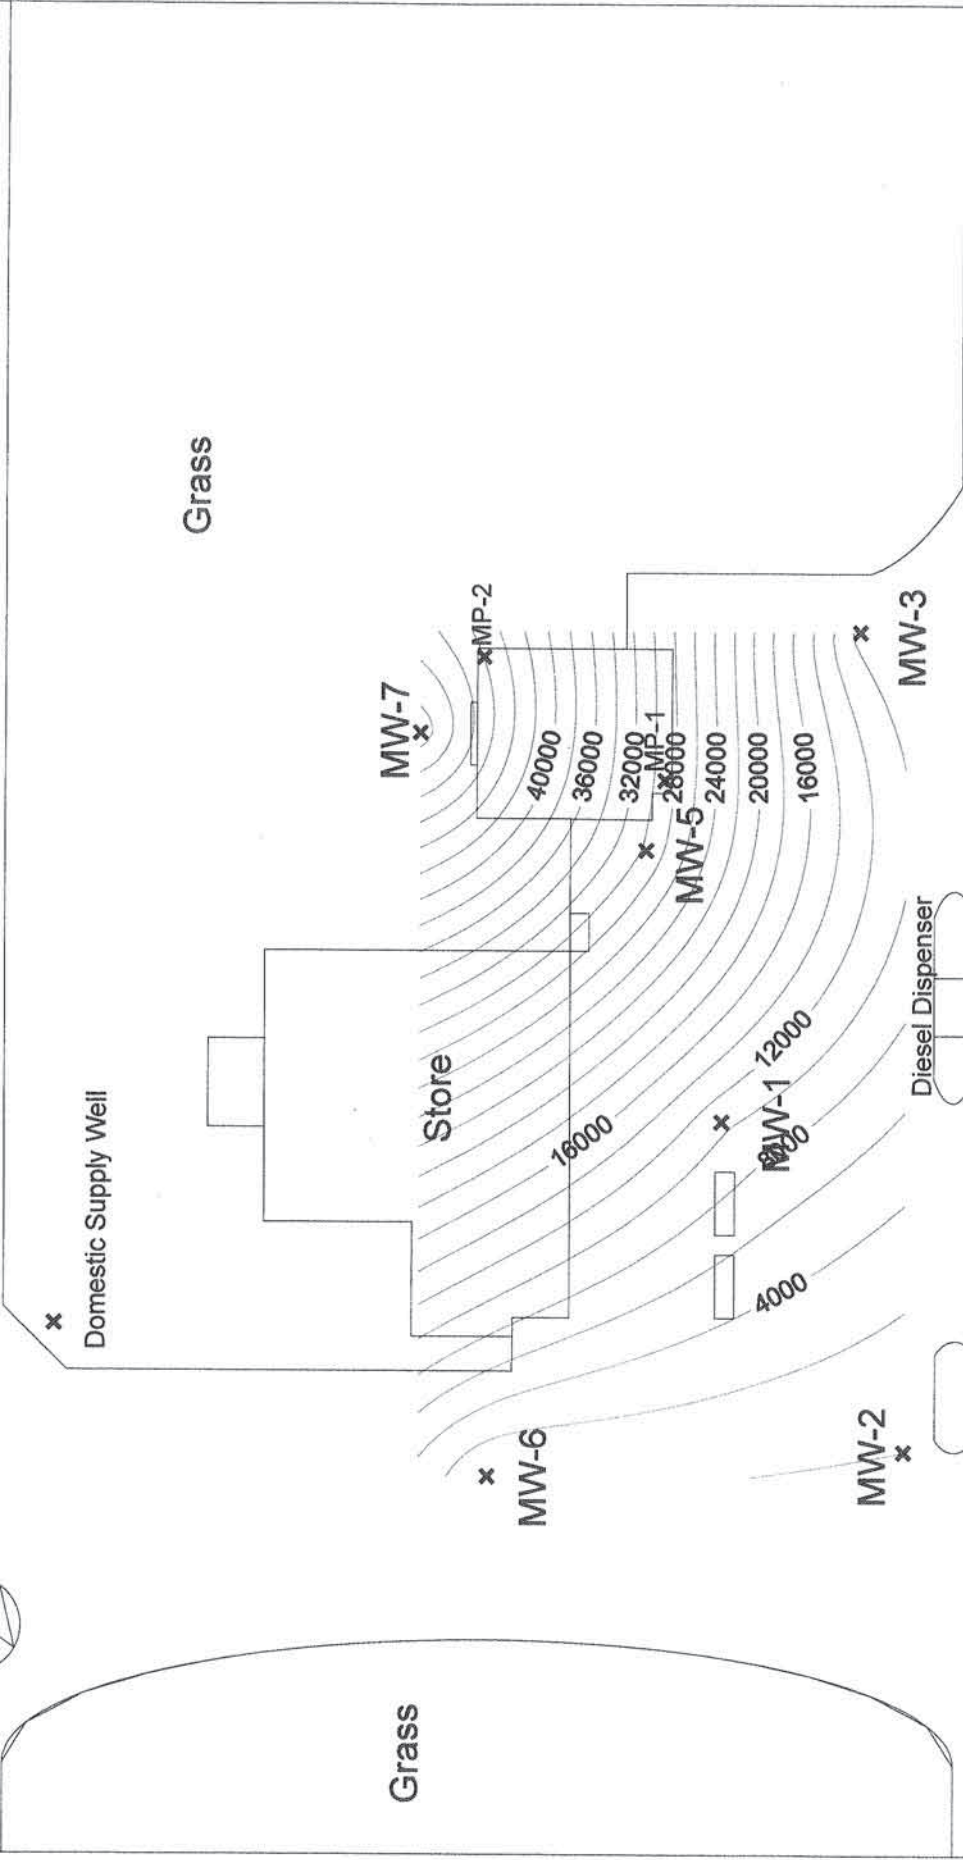 Grass
Domestic Supply Well
Store
MW-7
MP-2
40000
36000
32000
MP-1
28000
24000
20000
16000
MW-5
MW-3
12000
16000
MW-1
8000
4000
Diesel Dispenser
MW-6
MW-2
Grass